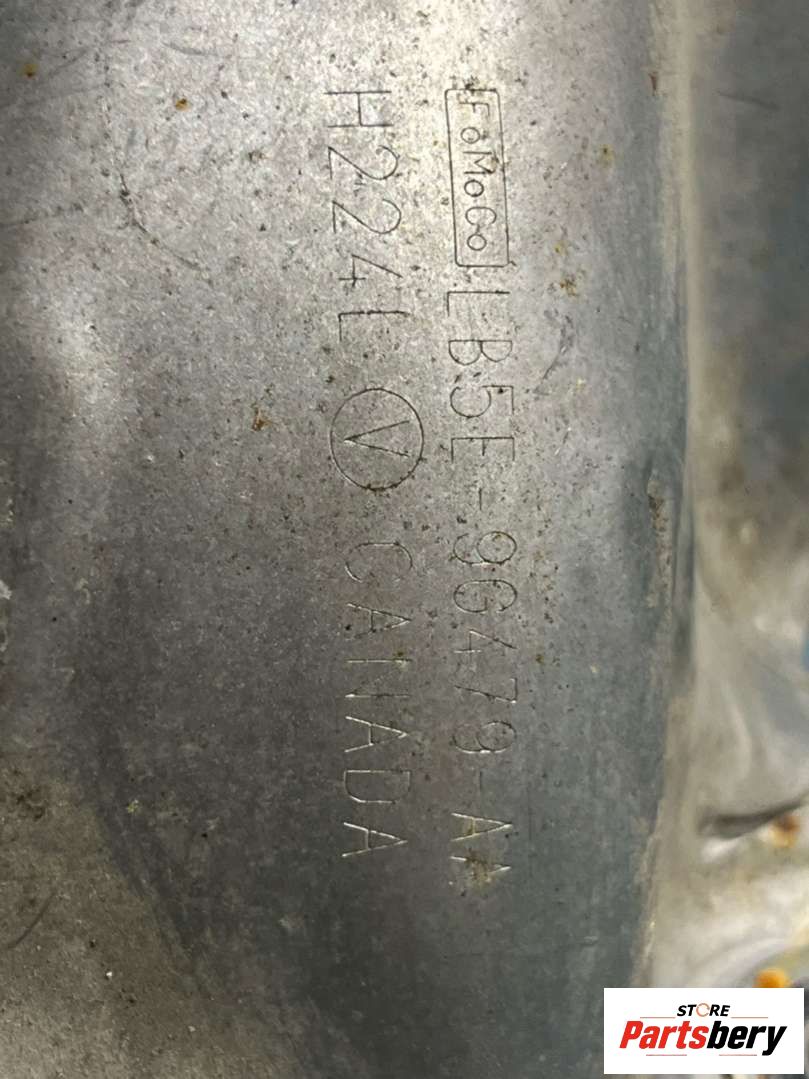 FoMoCo LB5E-9G479-AA
H224L V CANADA
STORE
Partsbery